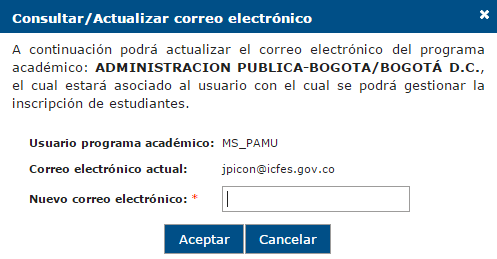 Consultar/Actualizar correo electrónico
A continuación podrá actualizar el correo electrónico del programa
académico: ADMINISTRACION PUBLICA-BOGOTA/BOGOTÁ D.C.,
el cual estará asociado al usuario con el cual se podrá gestionar la
inscripción de estudiantes.
Usuario programa académico: MS_PAMU
Correo electrónico actual: jpicon@icfes.gov.co
Nuevo correo electrónico: *
Aceptar Cancelar